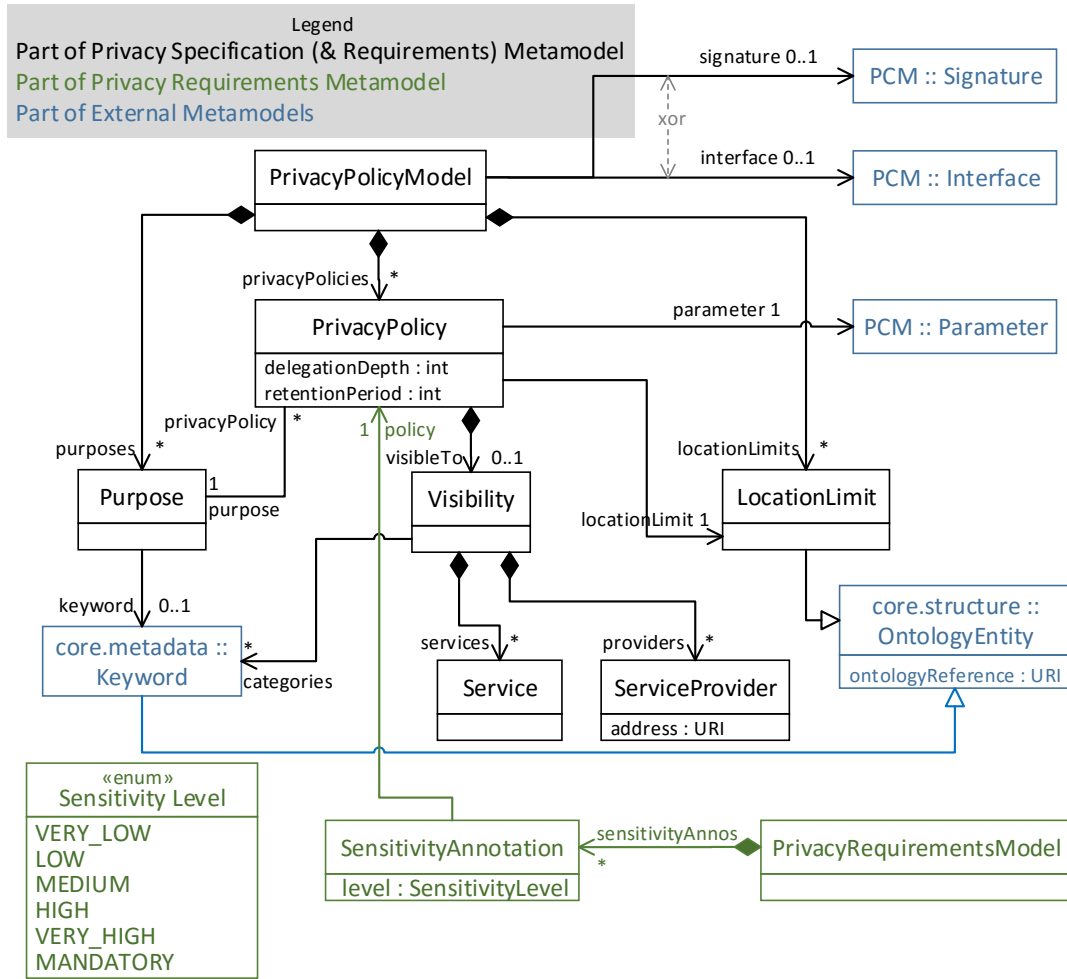 Legend
Part of Privacy Specification (& Requirements) Metamodel
Part of Privacy Requirements Metamodel
Part of External Metamodels
signature 0..1
PCM :: Signature
xor
interface 0..1
PCM :: Interface
PrivacyPolicyModel
privacyPolicies *
PrivacyPolicy
delegationDepth : int
retentionPeriod : int
parameter 1
PCM :: Parameter
privacyPolicy *
1 policy
purposes *
visibleTo 0..1
locationLimits *
Purpose
1
purpose
Visibility
locationLimit 1
LocationLimit
keyword 0..1
core.metadata ::
Keyword
*
categories
services *
providers *
core.structure ::
OntologyEntity
ontologyReference : URI
Service
ServiceProvider
address : URI
«enum»
Sensitivity Level
VERY_LOW
LOW
MEDIUM
HIGH
VERY_HIGH
MANDATORY
SensitivityAnnotation
level : SensitivityLevel
sensitivityAnnos
*
PrivacyRequirementsModel